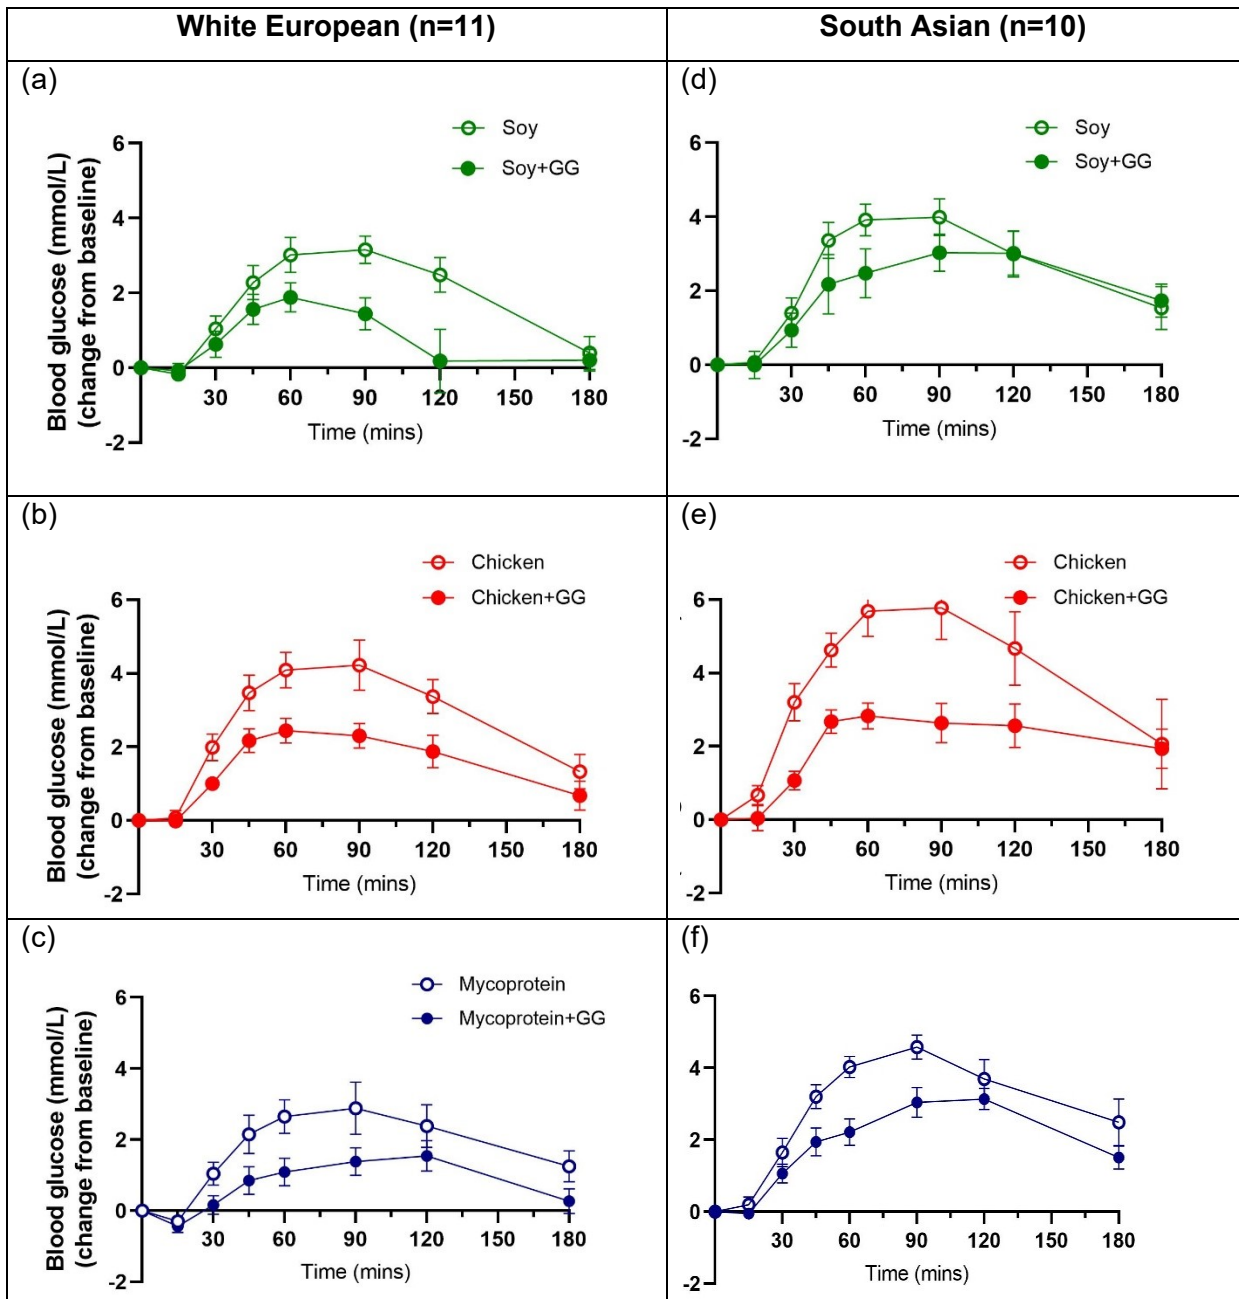 White European (n=11)
South Asian (n=10)
(a)
Soy
Soy+GG
Blood glucose (mmol/L)
(change from baseline)
6
4
2
0
-2
30 60 90 120 150 180
Time (mins)
(d)
Soy
Soy+GG
6
4
2
0
-2
30 60 90 120 150 180
Time (mins)
(b)
Chicken
Chicken+GG
Blood glucose (mmol/L)
(change from baseline)
6
4
2
0
-2
30 60 90 120 150 180
Time (mins)
(e)
Chicken
Chicken+GG
6
4
2
0
-2
30 60 90 120 150 180
Time (mins)
(c)
Mycoprotein
Mycoprotein+GG
Blood glucose (mmol/L)
(change from baseline)
6
4
2
0
-2
30 60 90 120 150 180
Time (mins)
(f)
6
4
2
0
-2
30 60 90 120 150 180
Time (mins)